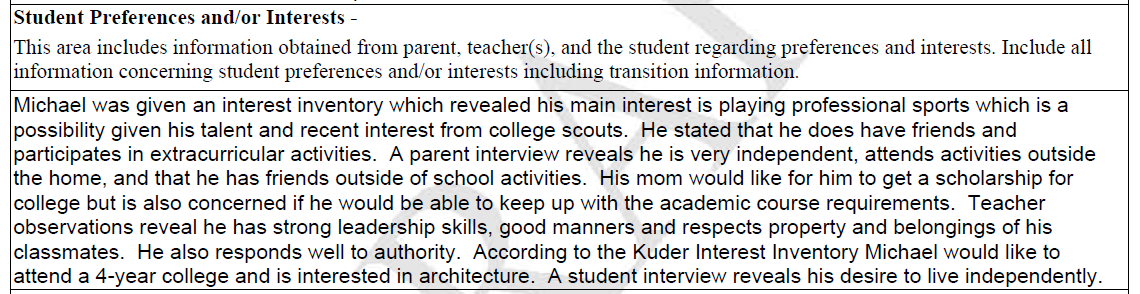 Student Preferences and/or Interests -
This area includes information obtained from parent, teacher(s), and the student regarding preferences and interests. Include all
information concerning student preferences and/or interests including transition information.
Michael was given an interest inventory which revealed his main interest is playing professional sports which is a
possibility given his talent and recent interest from college scouts.  He stated that he does have friends and
participates in extracurricular activities.  A parent interview reveals he is very independent, attends activities outside
the home, and that he has friends outside of school activities.  His mom would like for him to get a scholarship for
college but is also concerned if he would be able to keep up with the academic course requirements.  Teacher
observations reveal he has strong leadership skills, good manners and respects property and belongings of his
classmates.  He also responds well to authority.  According to the Kuder Interest Inventory Michael would like to
attend a 4-year college and is interested in architecture.  A student interview reveals his desire to live independently.